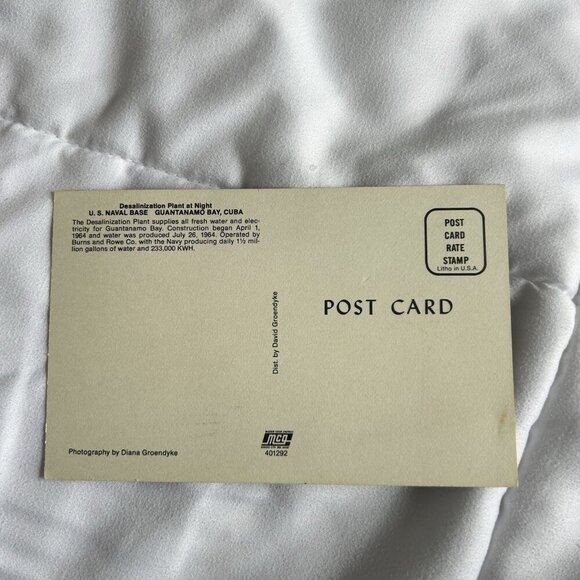 Desalinization Plant at Night
U. S. NAVAL BASE GUANTANAMO BAY, CUBA
The Desalinization Plant supplies all fresh water and elec-
tricity for Guantanamo Bay. Construction began April 1,
1964 and water was produced July 26, 1964. Operated by
Burns and Rowe Co. with the Navy producing daily 1½ mil-
lion gallons of water and 233,000 KWH.
POST
CARD
RATE
STAMP
Litho in U.S.A.
POST CARD
Dist. by David Groendyke
mcg
401292
Photography by Diana Groendyke